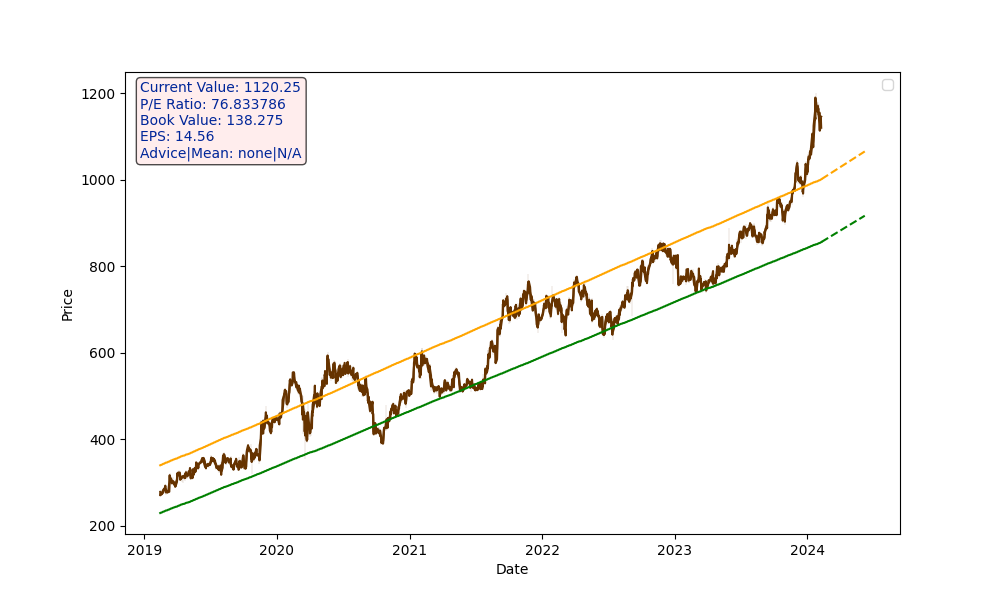 Current Value: 1120.25
P/E Ratio: 76.833786
Book Value: 138.275
EPS: 14.56
Advice|Mean: none|N/A
1200
1000
800
600
400
200
Price
2019 2020 2021 2022 2023 2024
Date